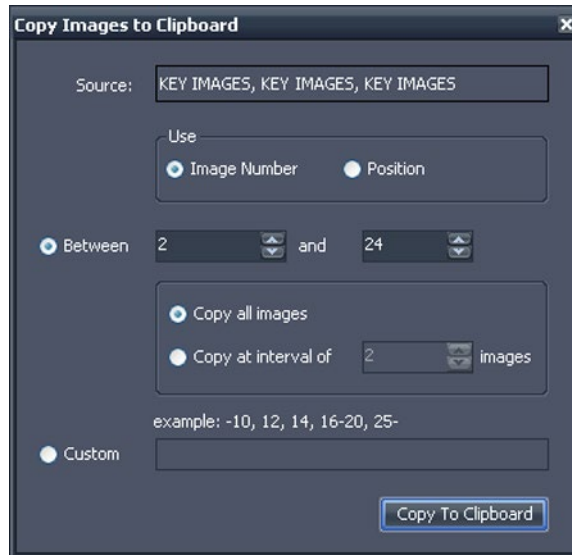 Copy Images to Clipboard
Source: KEY IMAGES, KEY IMAGES, KEY IMAGES
Use
Image Number Position
Between 2 and 24
Copy all images
Copy at interval of 2 images
example: -10, 12, 14, 16-20, 25-
Custom
Copy To Clipboard